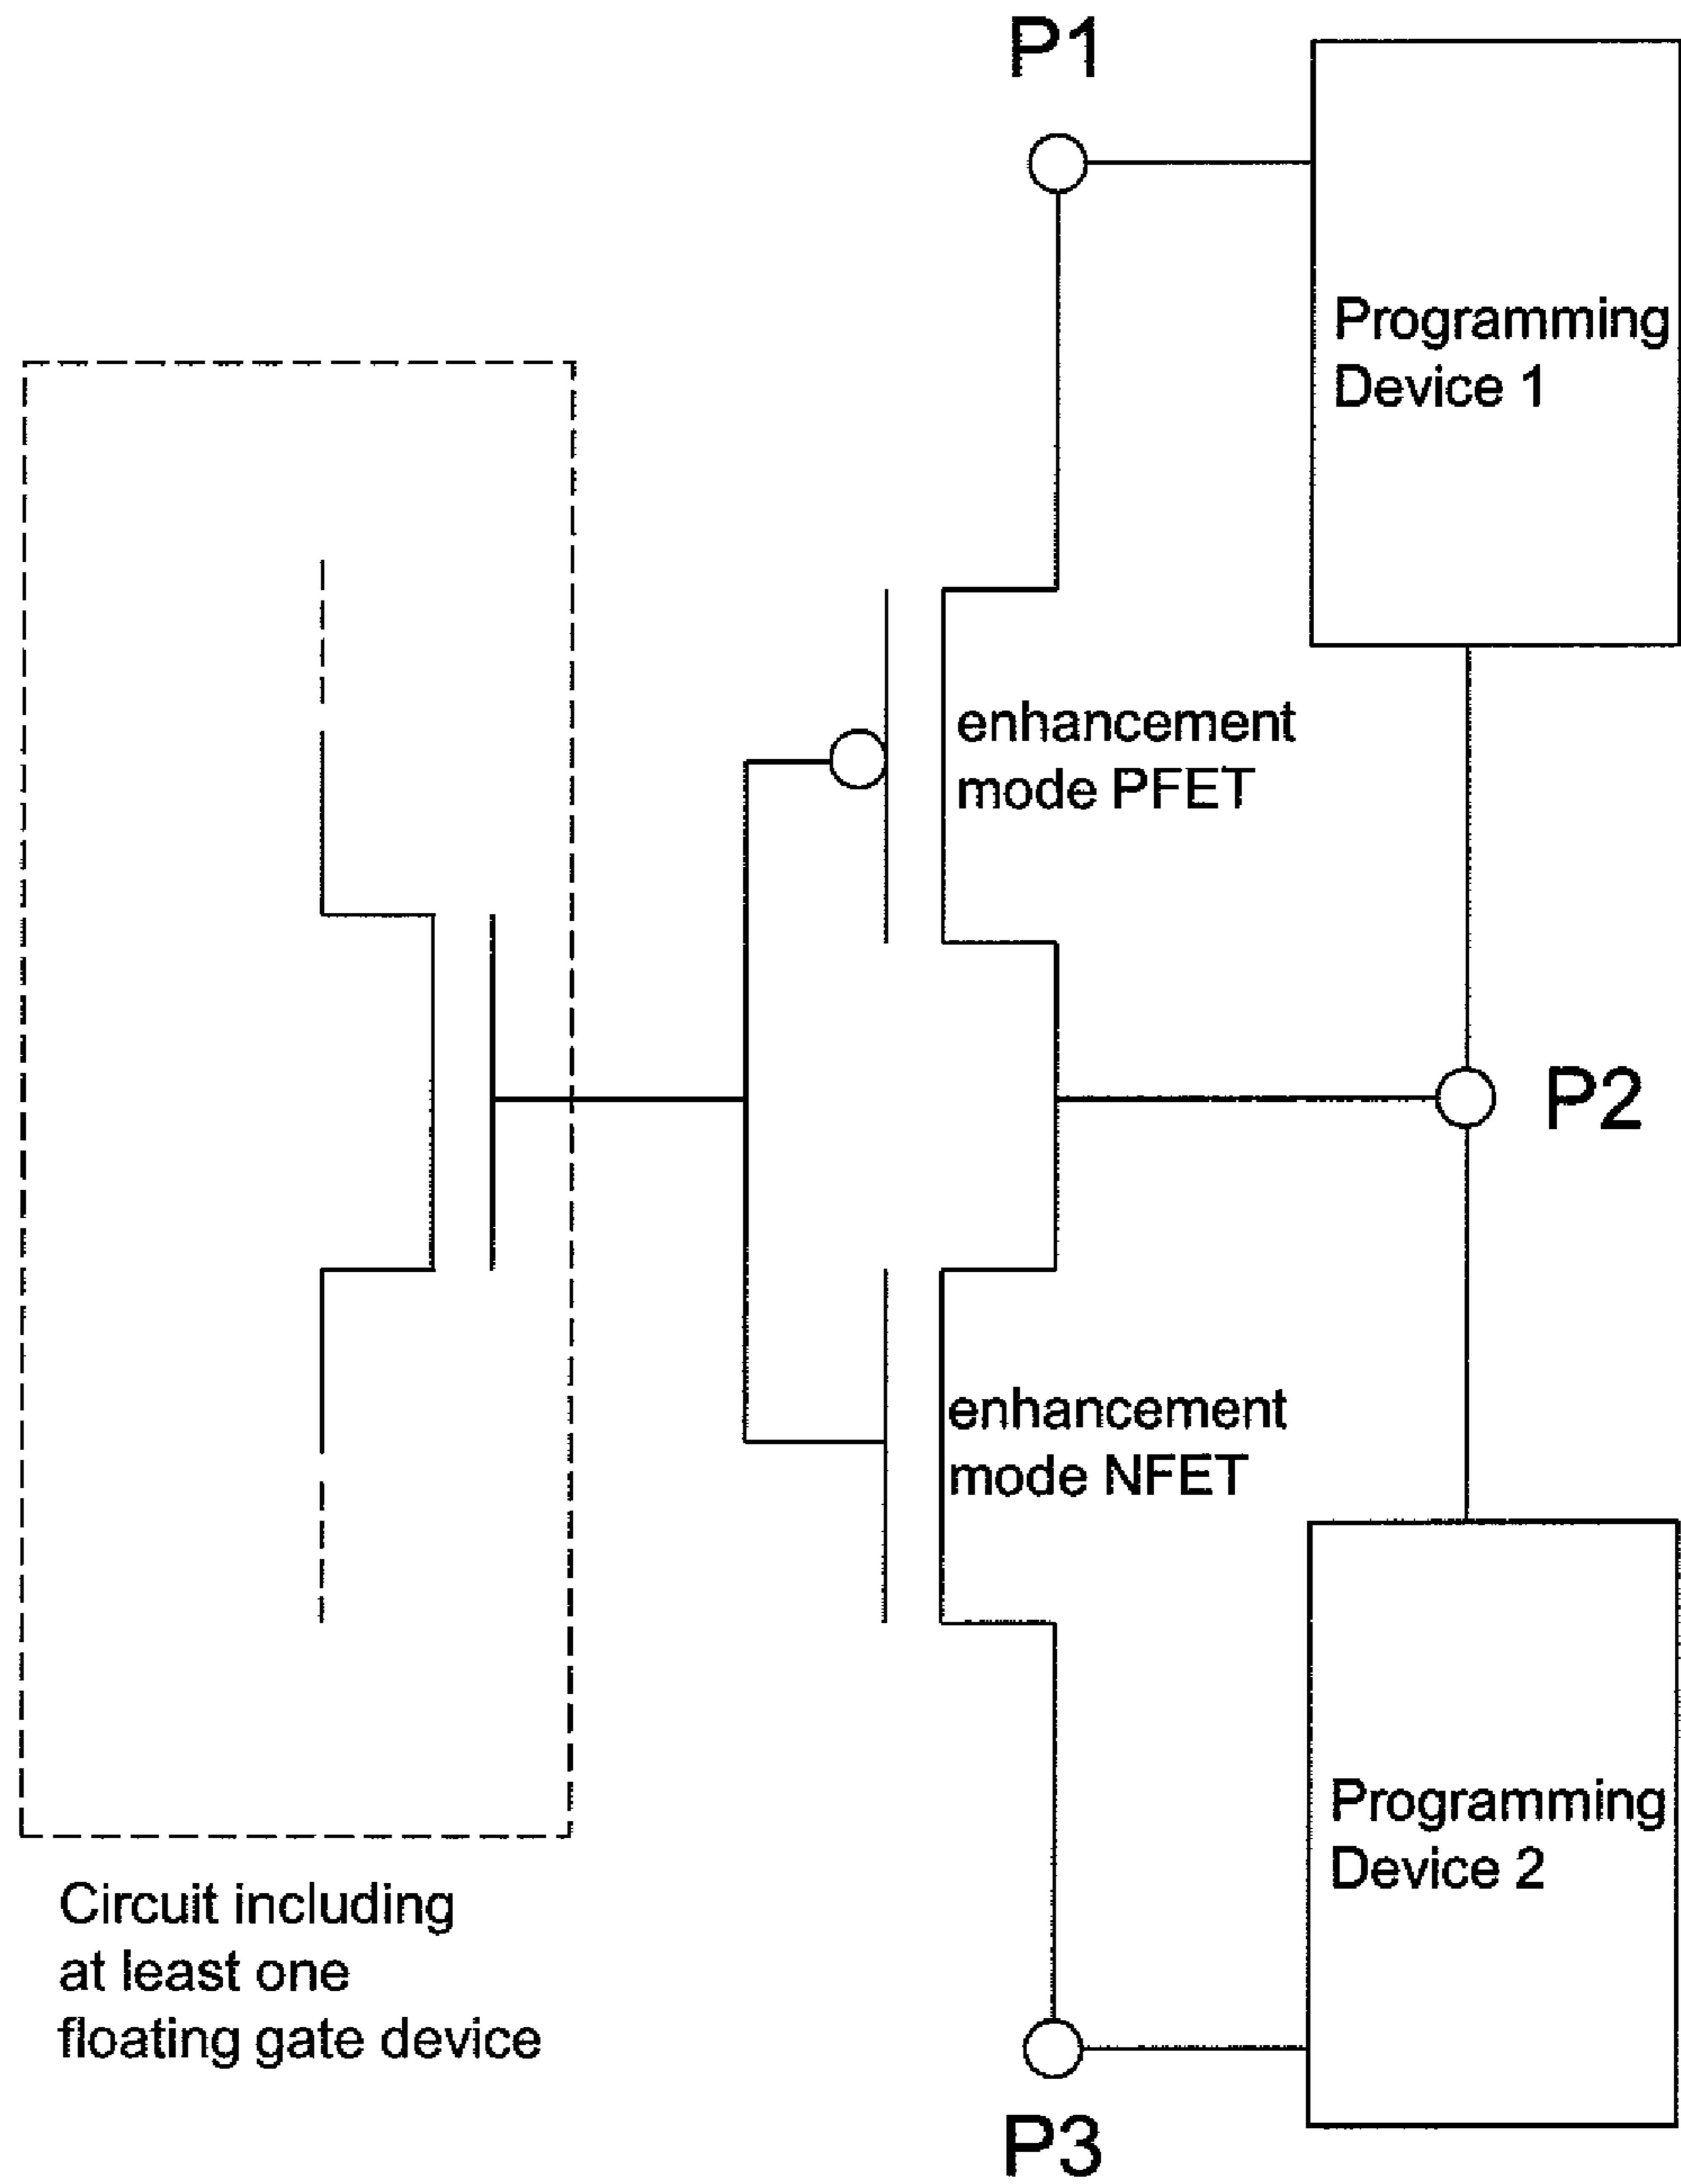 P1
Programming
Device 1
enhancement
mode PFET
P2
enhancement
mode NFET
Programming
Device 2
Circuit including
at least one
floating gate device
P3